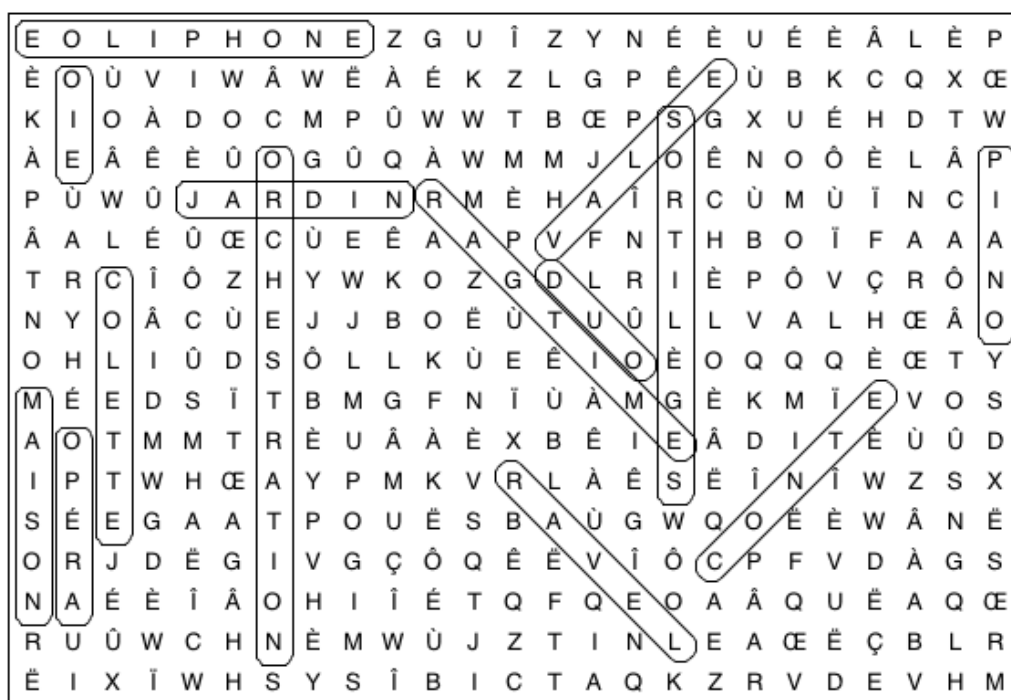 E O L I P H O N E Z G U Î Z Y N É È U É È Â L È P
È O Ù V I W Â W Ë À É K Z L G P Ê E Ù B K C Q X Œ
K I O À D O C M P Û W W T B Œ P S G X U É H D T W
À E Â Ê È Û O G Û Q À W M M J L O Ê N O Ô È L Â P
P Ù W Û J A R D I N R M È H A Î R C Ù M Ù Ï N C I
Â A L É Û Œ C Ù E Ê A A P V F N T H B O Ï F A A A
T R C Î Ô Z H Y W K O Z G D L R I È P Ô V Ç R Ô N
N Y O Â C Ù E J J B O Ë Ù T U Û L L V A L H Œ Â O
O H L I Û D S Ô L L K Ù E Ê I O È O Q Q Q È Œ T Y
M É E D S Ï T B M G F N Ï Ù À M G È K M Ï E V O S
A O T M M T R È U Â À È X B Ê I E Â D I T Ê Ù Û D
I P T W H Œ A Y P M K V R L À Ê S Ë Î N Î W Z S X
S É E G A A T P O U Ë S B A Ù G W Q O Ë È W Â N Ë
O R J D Ë G I V G Ç Ô Q Ê Ë V Î Ô C P F V D À G S
N A É È Î Â O H I Î É T Q F Q E O A Â Q U Ë A Q Œ
R U Û W C H N È M W Ù J Z T I N L E A Œ Ë Ç B L R
Ë I X Ï W H S Y S Î B I C T A Q K Z R V D E V H M